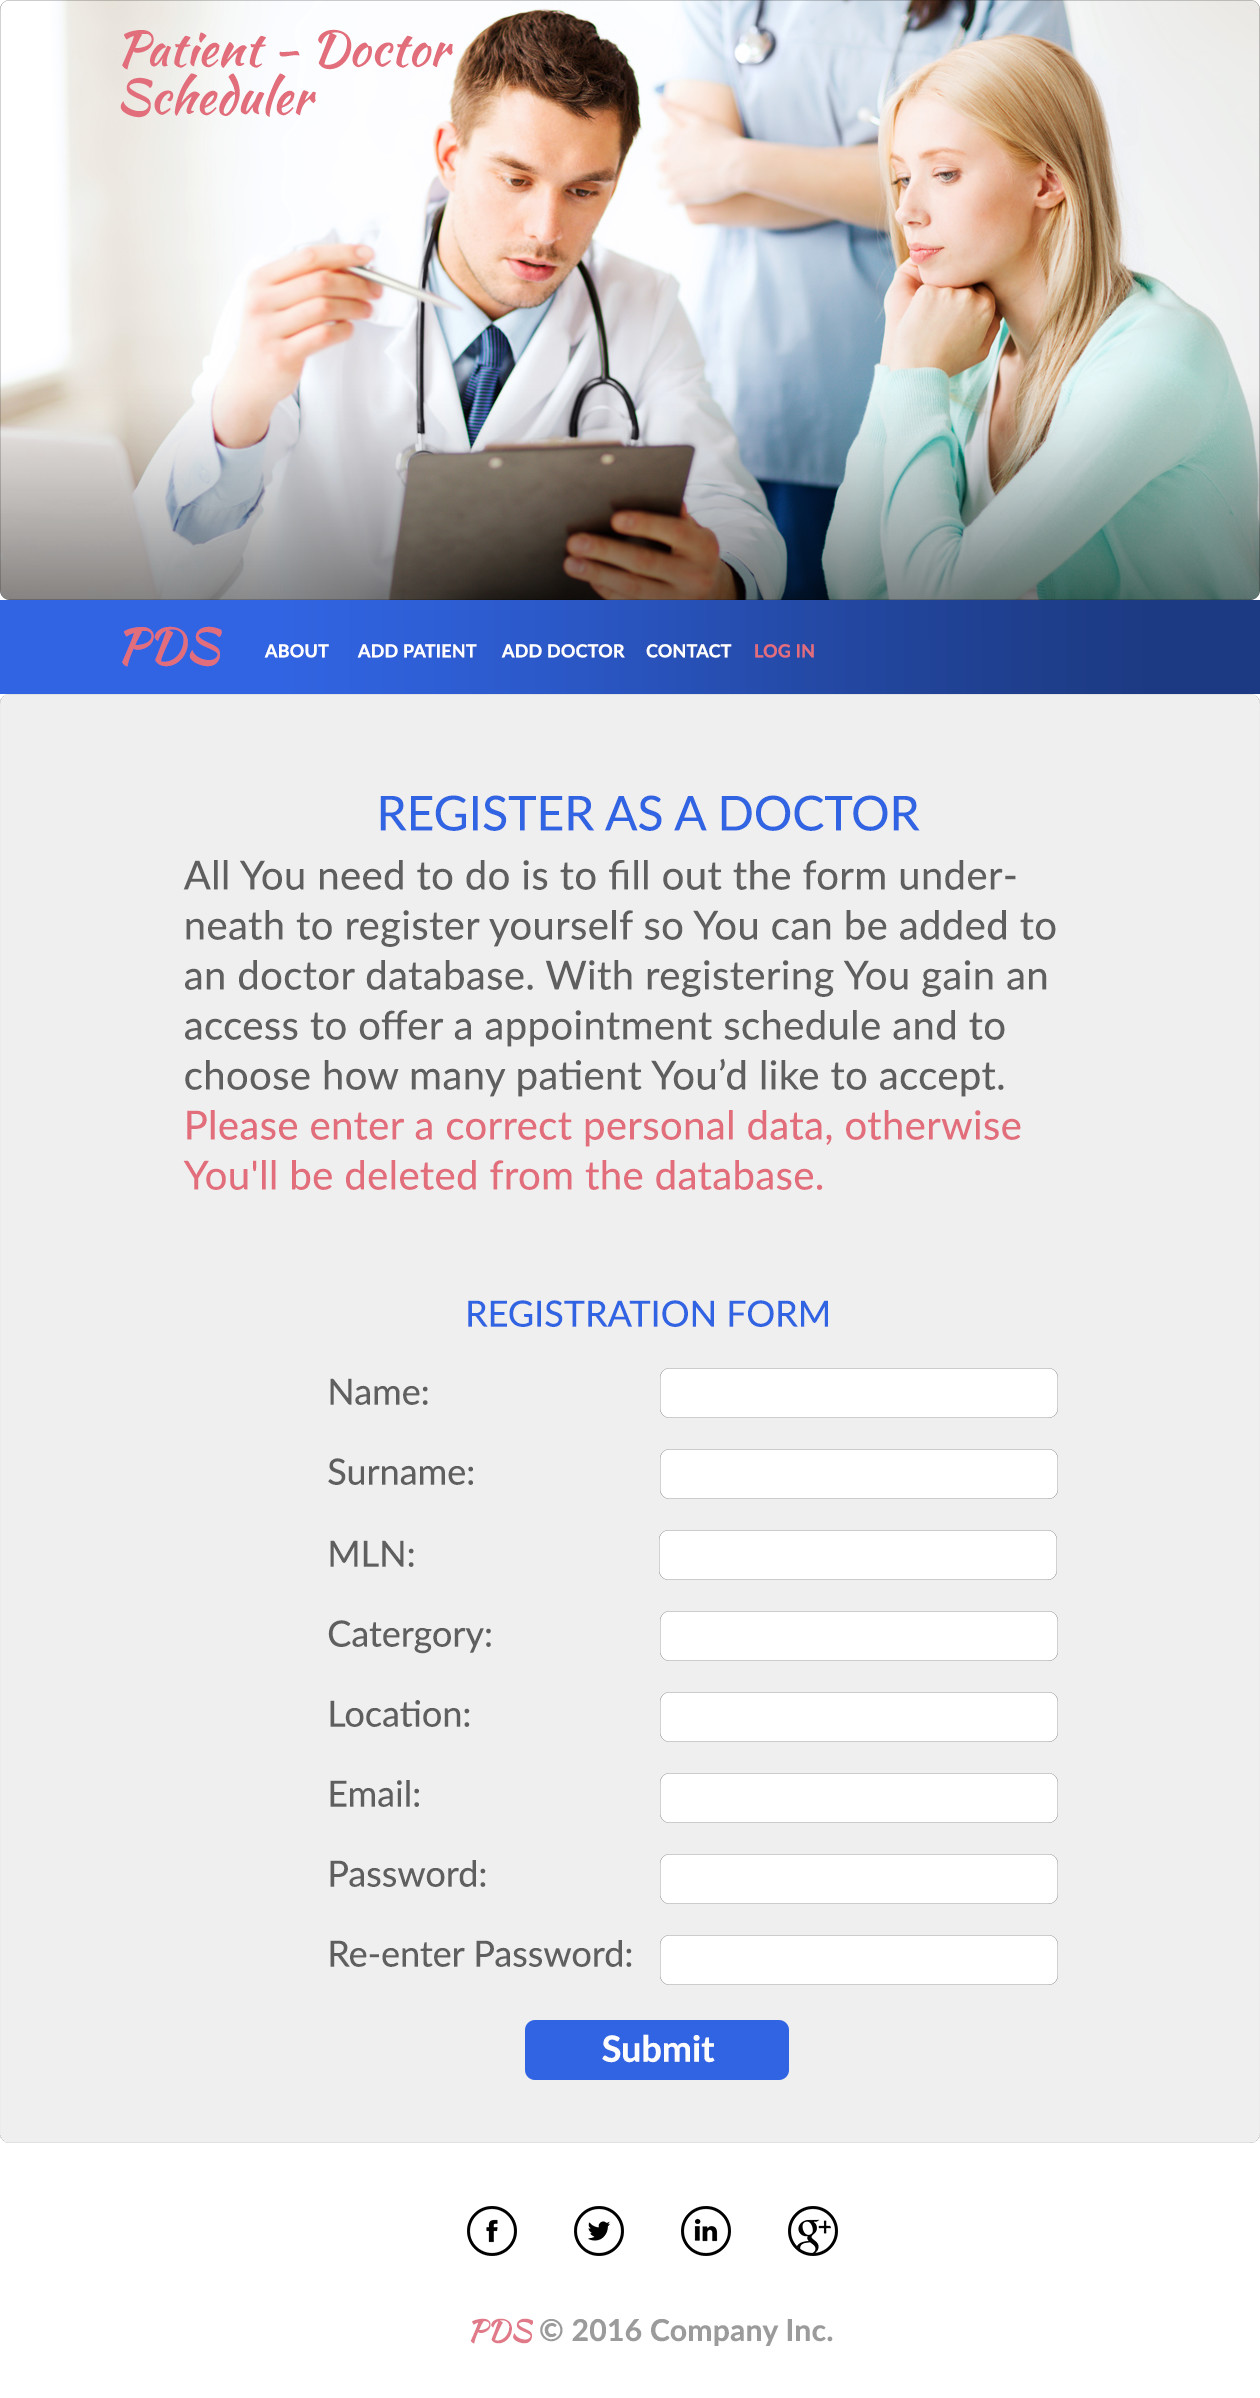 Patient - Doctor
Scheduler
PDS ABOUT ADD PATIENT ADD DOCTOR CONTACT LOG IN
REGISTER AS A DOCTOR
All You need to do is to fill out the form under-
neath to register yourself so You can be added to
an doctor database. With registering You gain an
access to offer a appointment schedule and to
choose how many patient You’d like to accept.
Please enter a correct personal data, otherwise
You'll be deleted from the database.
REGISTRATION FORM
Name:
Surname:
MLN:
Catergory:
Location:
Email:
Password:
Re-enter Password:
Submit
f in g+
PDS © 2016 Company Inc.